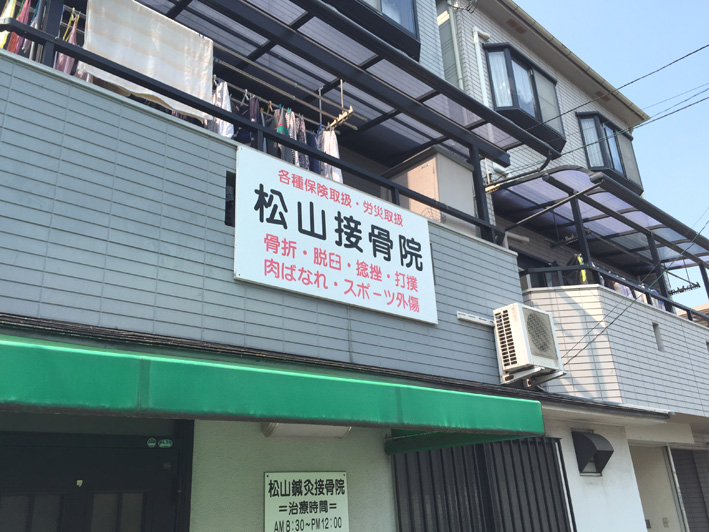 各種保険取扱・労災取扱
松山接骨院
骨折・脱臼・捻挫・打撲
肉ばなれ・スポーツ外傷
松山鍼灸接骨院
=治療時間=
AM8:30~PM12:00